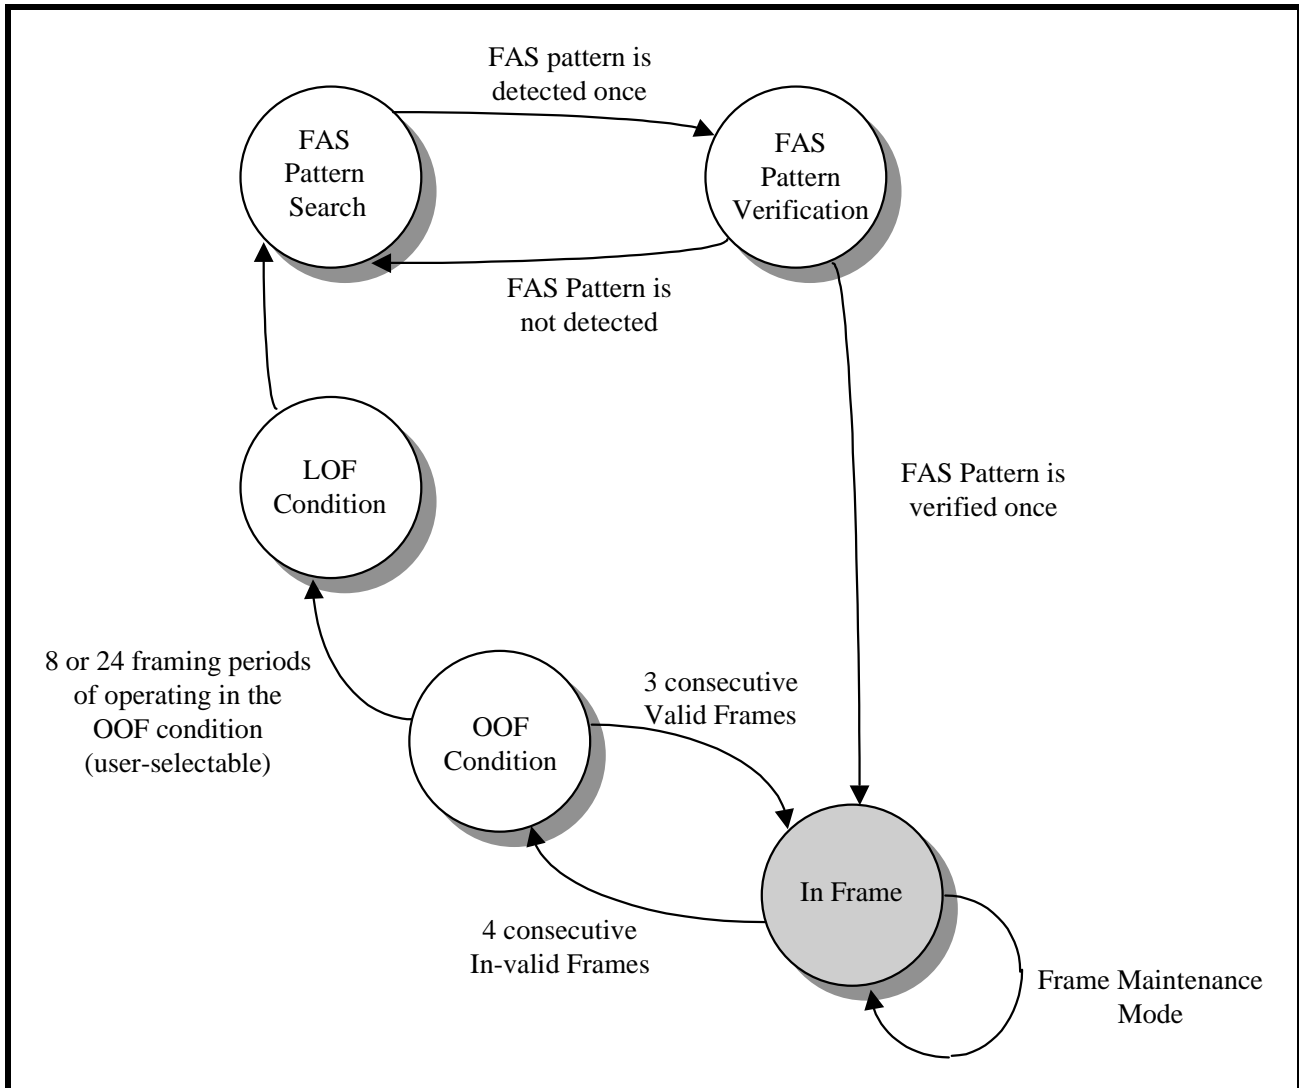 FAS pattern is
detected once
FAS
Pattern
Search
FAS
Pattern
Verification
FAS Pattern is
not detected
LOF
Condition
FAS Pattern is
verified once
8 or 24 framing periods
of operating in the
OOF condition
(user-selectable)
3 consecutive
Valid Frames
OOF
Condition
In Frame
4 consecutive
In-valid Frames
Frame Maintenance
Mode